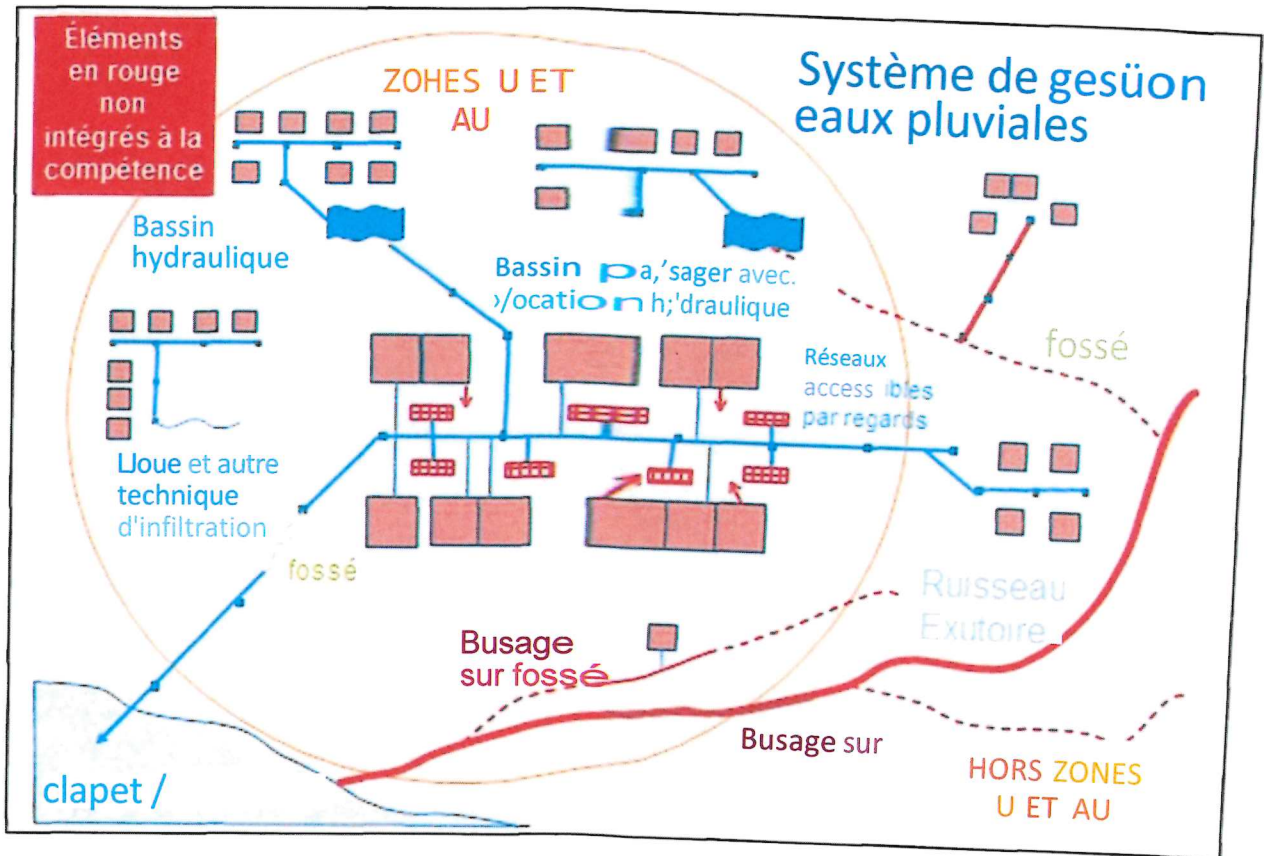 Éléments
en rouge
non
intégrés à la
compétence
ZOHES U ET
AU
Système de gesüon
eaux pluviales
Bassin
hydraulique
Bassin pa,'sager avec.
›/ocation h;'draulique
Réseaux
access ibles
par regards
fossé
LJoue et autre
technique
d'infiltration
fossé
Ruisseau
Exutoire
Busage
sur fossé
Busage sur
HORS ZONES
U ET AU
clapet /